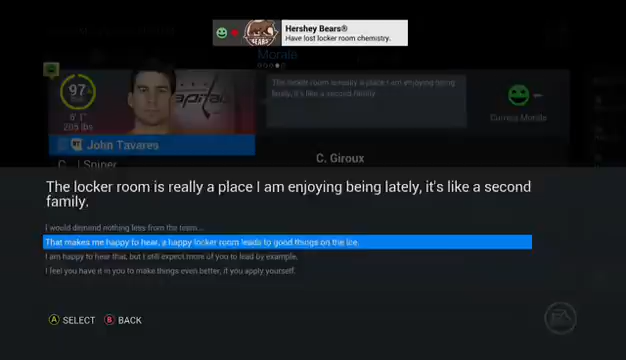 Hershey Bears®
Have lost locker room chemistry.
BEARS
Morale
97
The locker room is really a place I am enjoying being
lately, it's like a second family.
6' 1"
205 lbs
Current Morale
John Tavares
C. Giroux
C | Sniper
The locker room is really a place I am enjoying being lately, it's like a second
family.
I would demand nothing less from the team...
That makes me happy to hear, a happy locker room leads to good things on the ice.
I am happy to hear that, but I still expect more of you to lead by example.
I feel you have it in you to make things even better, if you apply yourself.
A SELECT B BACK
EA